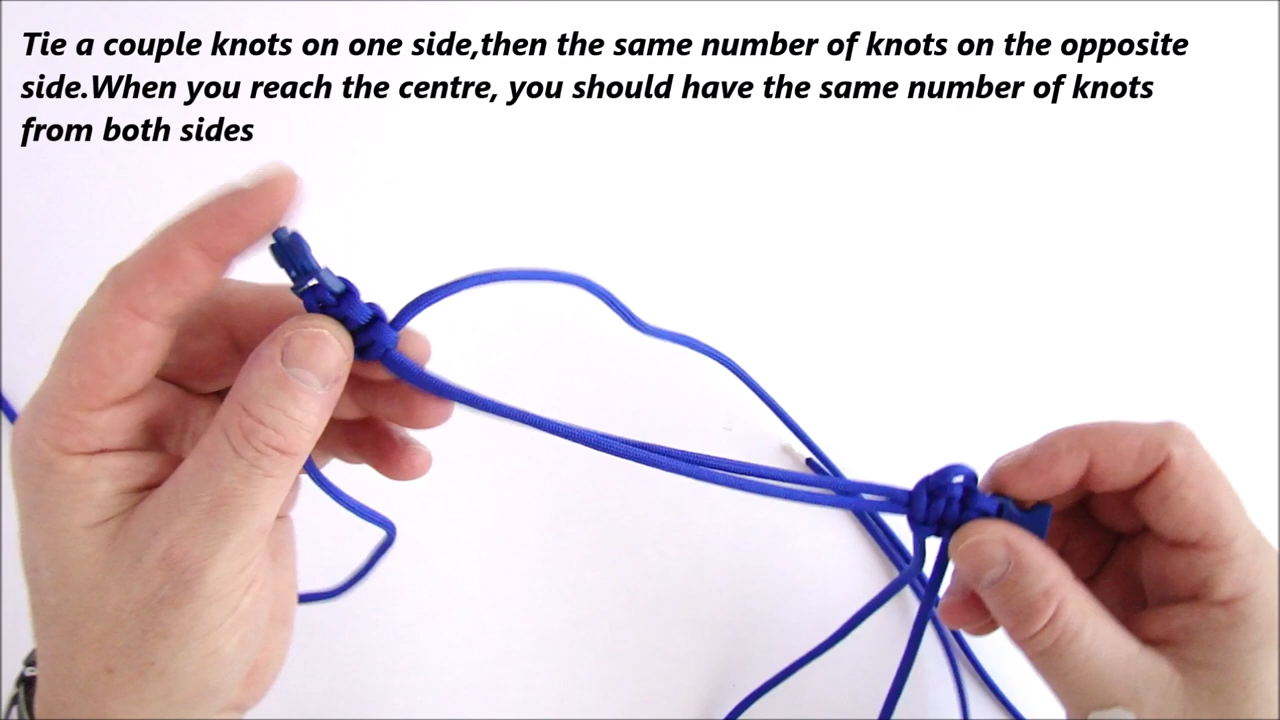 Tie a couple knots on one side,then the same number of knots on the opposite
side.When you reach the centre, you should have the same number of knots
from both sides